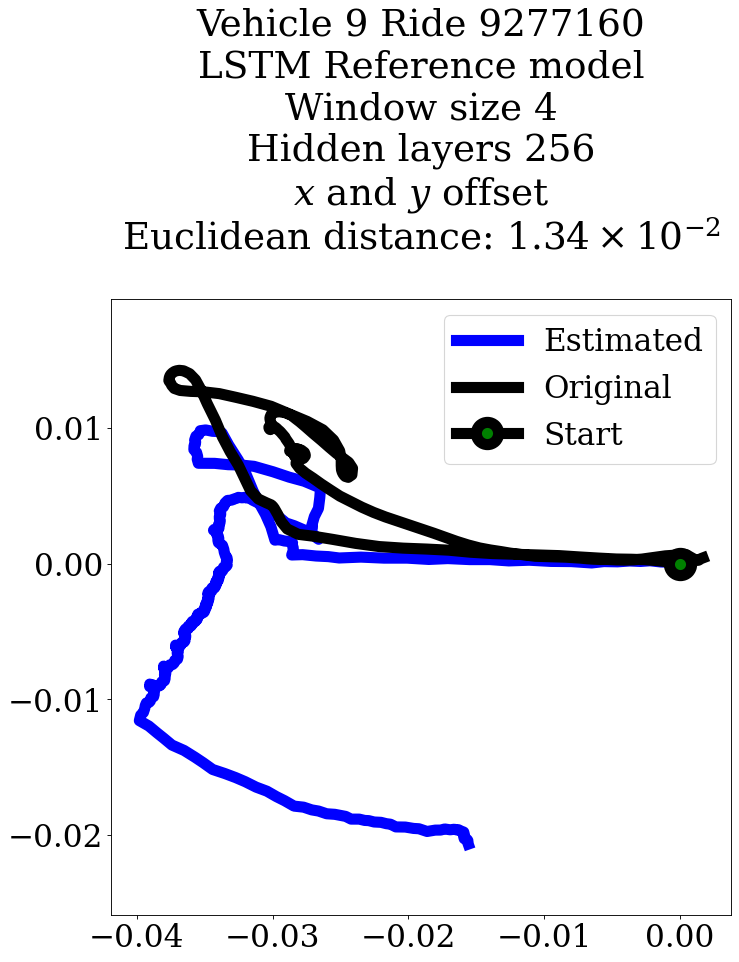 Vehicle 9 Ride 9277160
LSTM Reference model
Window size 4
Hidden layers 256
x and y offset
Euclidean distance: 1.34 × 10⁻²
Estimated
Original
Start
0.01
0.00
−0.01
−0.02
−0.04 −0.03 −0.02 −0.01 0.00